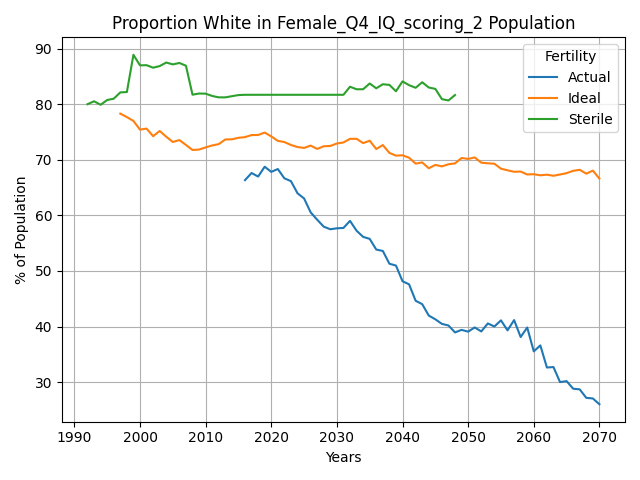 Proportion White in Female_Q4_IQ_scoring_2 Population
% of Population
90
80
70
60
50
40
30
Fertility
Actual
Ideal
Sterile
1990 2000 2010 2020 2030 2040 2050 2060 2070
Years